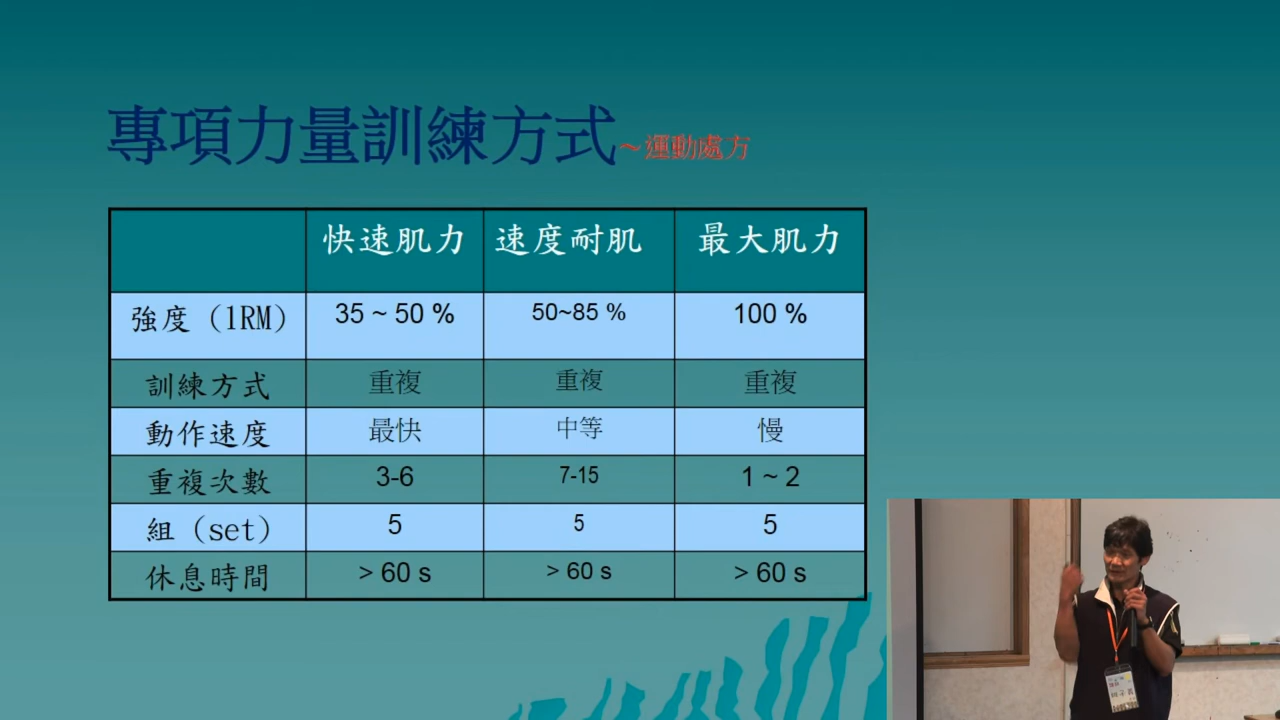 專項力量訓練方式~運動處方
快速肌力 速度耐肌 最大肌力
強度（1RM） 35 ~ 50 % 50~85 % 100 %
訓練方式 重複 重複 重複
動作速度 最快 中等 慢
重複次數 3-6 7-15 1 ~ 2
組（set） 5 5 5
休息時間 > 60 s > 60 s > 60 s